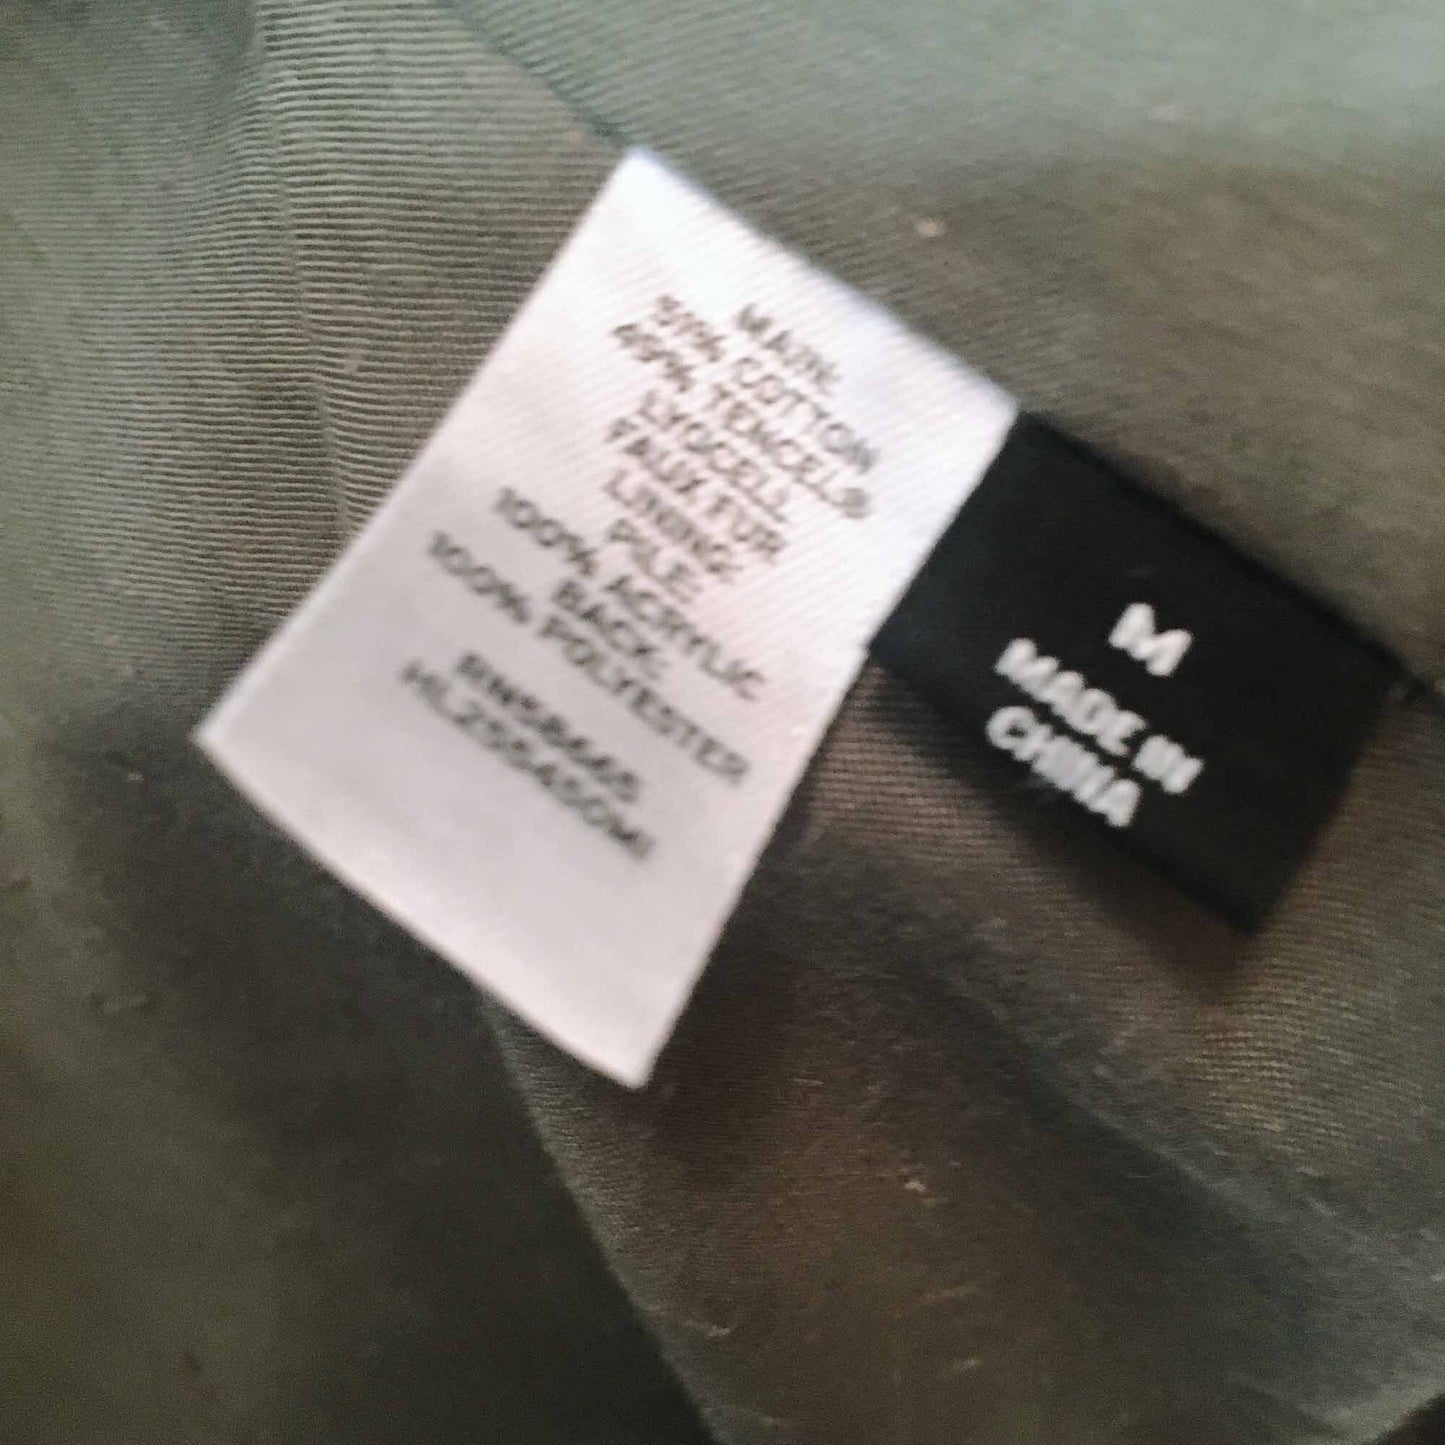 MAIN:
51% COTTON
49% TENCEL®
LYOCELL
FAUX FUR
LINING:
PILE:
100% ACRYLIC
BACK:
100% POLYESTER
M
MADE IN
CHINA